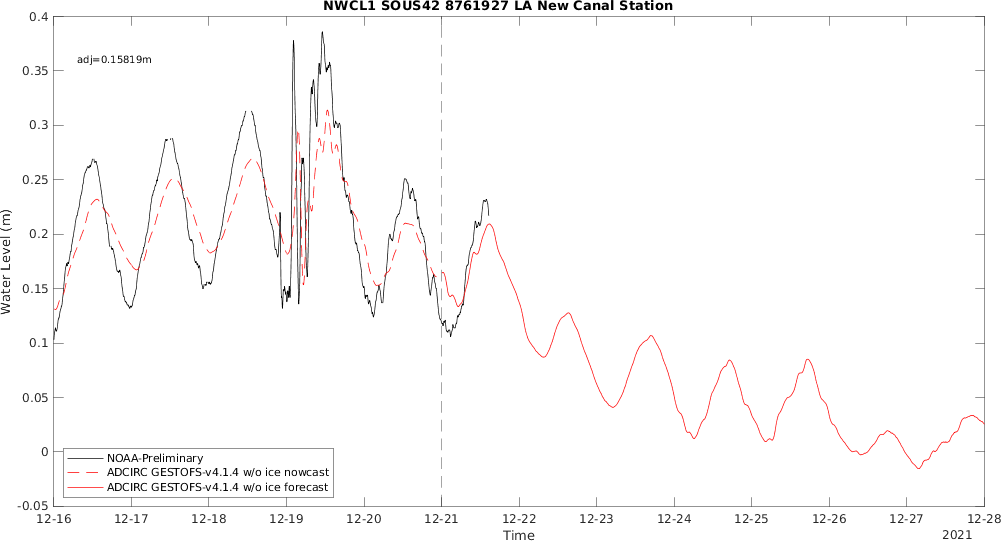 NWCL1 SOUS42 8761927 LA New Canal Station
adj=0.15819m
Water Level (m)
0.4
0.35
0.3
0.25
0.2
0.15
0.1
0.05
0
-0.05
NOAA-Preliminary
ADCIRC GESTOFS-v4.1.4 w/o ice nowcast
ADCIRC GESTOFS-v4.1.4 w/o ice forecast
12-16 12-17 12-18 12-19 12-20 12-21 12-22 12-23 12-24 12-25 12-26 12-27 12-28
Time
2021